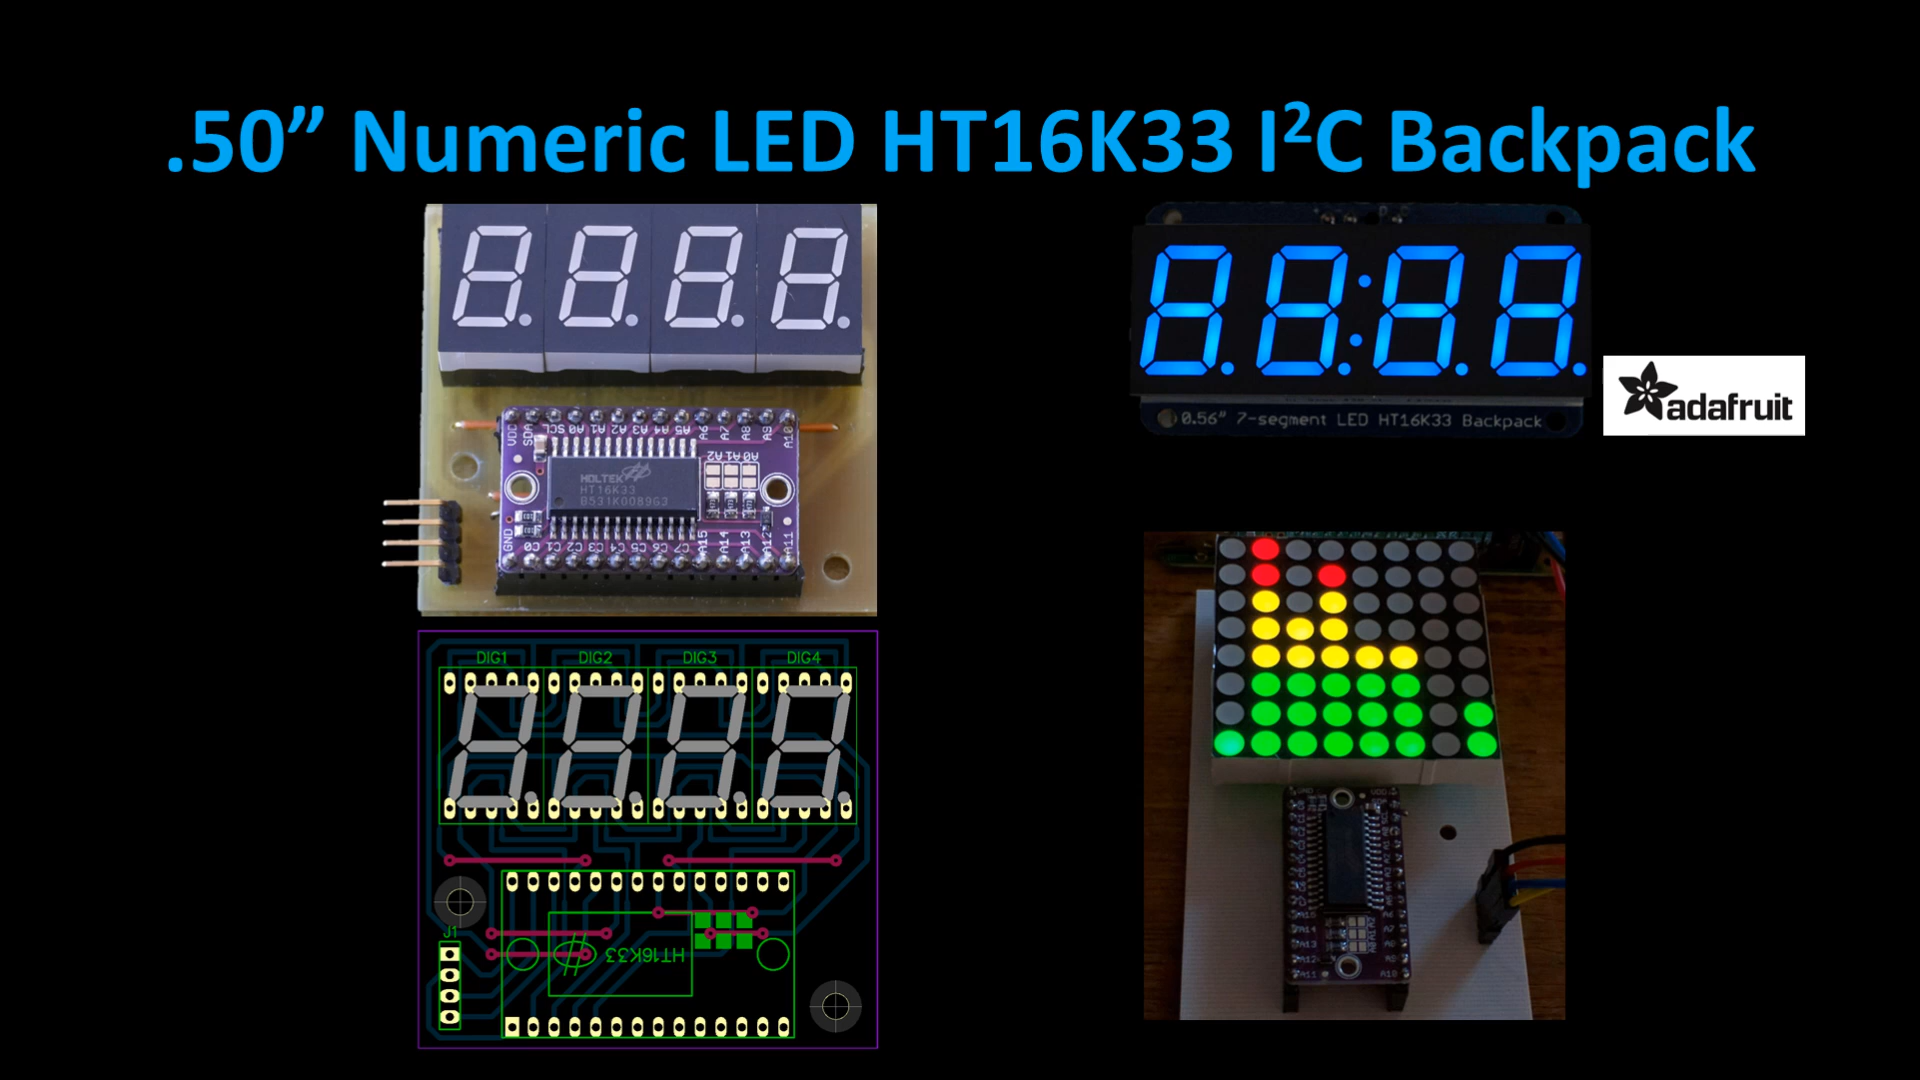 .50” Numeric LED HT16K33 I²C Backpack
VDD SDA SCL A0 A1 A2 A3 A4 A5 A6 A7 A8 A9 A10
A2 A1 A0
HOLTEK
HT16K33
B531K0089G3
GND C0 C1 C2 C3 C4 C5 C6 C7 A15 A14 A13 A12 A11
0.56" 7-segment LED HT16K33 Backpack
adafruit
DIG1 DIG2 DIG3 DIG4
J1
HT16K33